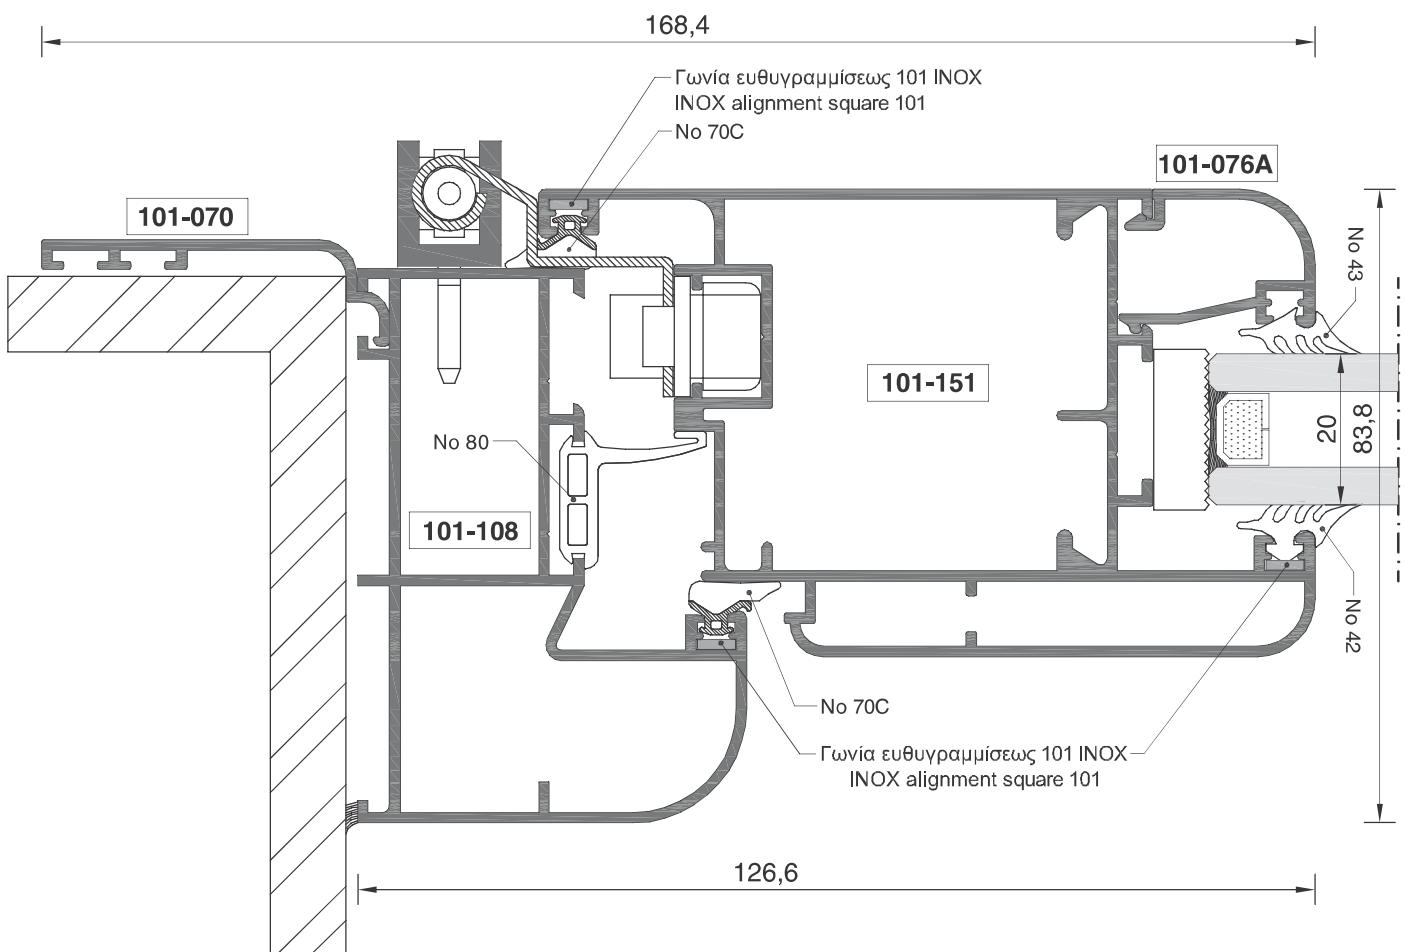 168,4
Γωνία ευθυγραμμίσεως 101 INOX
INOX alignment square 101
No 70C
101-076A
101-070
No 43
101-151
20
83,8
No 80
101-108
No 42
No 70C
Γωνία ευθυγραμμίσεως 101 INOX
INOX alignment square 101
126,6